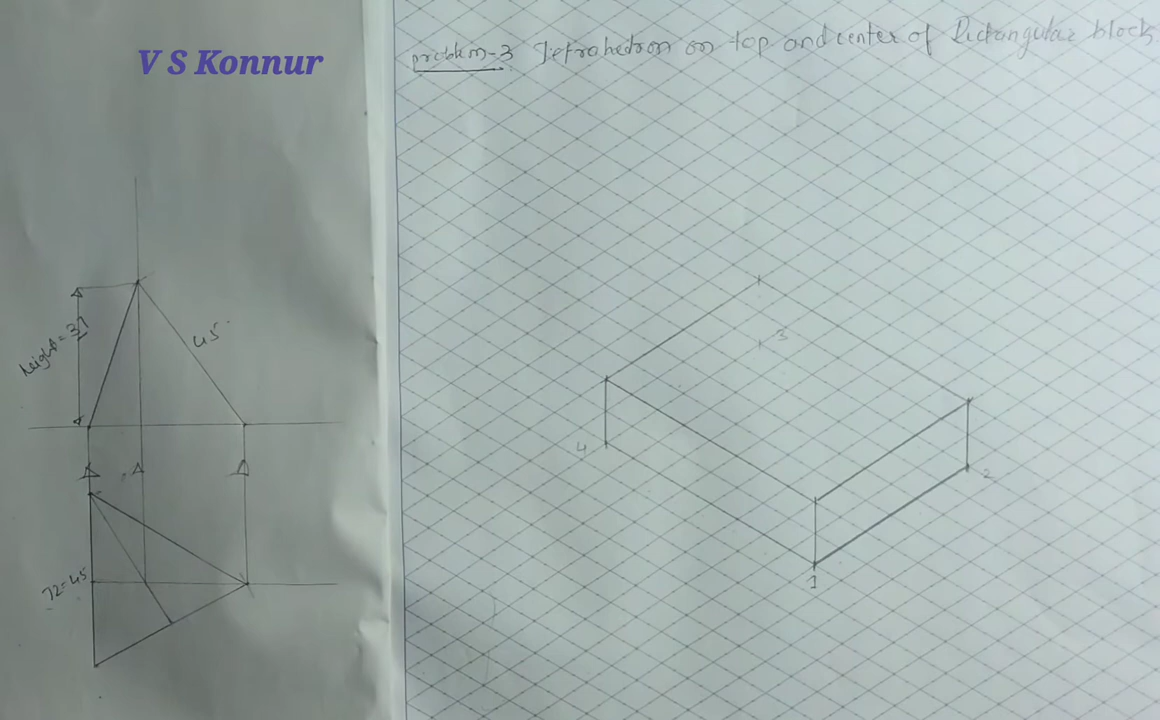 V S Konnur
problem-3 Tetrahedron on top and center of Rectangular block
height = 37
45
72=45
3
4
2
1